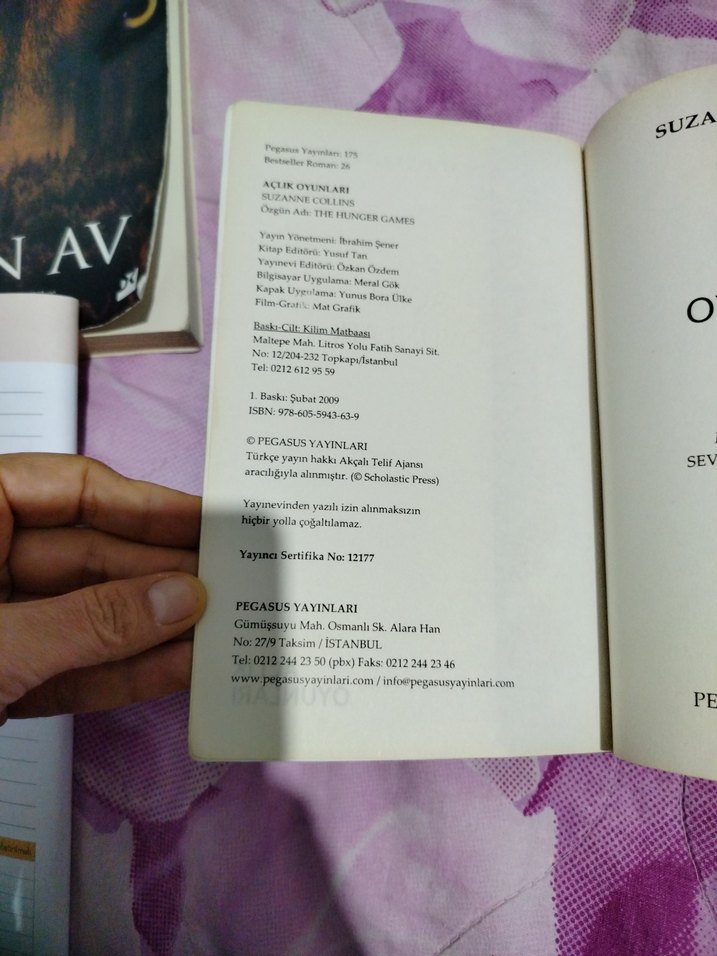 N AV
Pegasus Yayınları: 175
Bestseller Roman: 26
AÇLIK OYUNLARI
SUZANNE COLLINS
Özgün Adı: THE HUNGER GAMES
Yayın Yönetmeni: İbrahim Şener
Kitap Editörü: Yusuf Tan
Yayınevi Editörü: Özkan Özdem
Bilgisayar Uygulama: Meral Gök
Kapak Uygulama: Yunus Bora Ülke
Film-Grafik: Mat Grafik
Baskı-Cilt: Kilim Matbaası
Maltepe Mah. Litros Yolu Fatih Sanayi Sit.
No: 12/204-232 Topkapı/İstanbul
Tel: 0212 612 95 59
1. Baskı: Şubat 2009
ISBN: 978-605-5943-63-9
© PEGASUS YAYINLARI
Türkçe yayın hakkı Akçalı Telif Ajansı
aracılığıyla alınmıştır. (© Scholastic Press)
Yayınevinden yazılı izin alınmaksızın
hiçbir yolla çoğaltılamaz.
Yayıncı Sertifika No: 12177
PEGASUS YAYINLARI
Gümüşsuyu Mah. Osmanlı Sk. Alara Han
No: 27/9 Taksim / İSTANBUL
Tel: 0212 244 23 50 (pbx) Faks: 0212 244 23 46
www.pegasusyayinlari.com / info@pegasusyayinlari.com
SUZA
SEV
PE